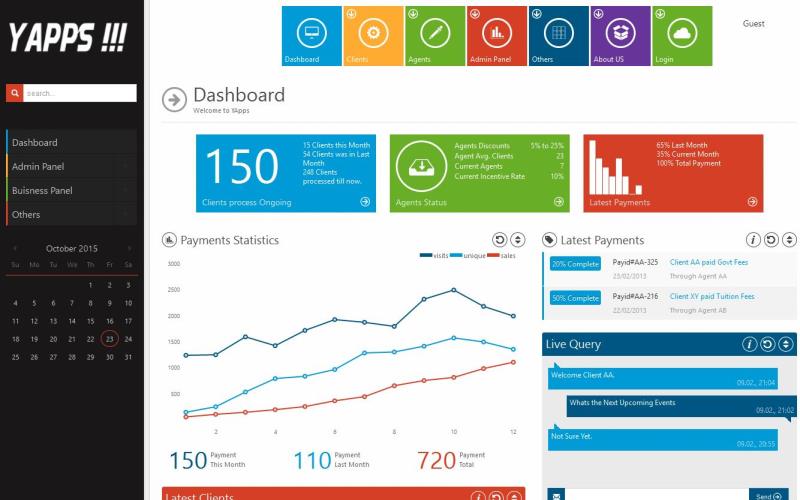 YAPPS !!!
search...
Dashboard
Admin Panel
Buisness Panel
Others
October 2015
Su Mo Tu We Th Fr Sa
1 2 3
4 5 6 7 8 9 10
11 12 13 14 15 16 17
18 19 20 21 22 23 24
25 26 27 28 29 30 31
Dashboard
Clients
Agents
Admin Panel
Others
About US
Login
Guest
Dashboard
Welcome to YApps
150
15 Clients this Month
54 Clients was in Last
Month
248 Clients
processed till now.
Clients process Ongoing
Agents Discounts 5% to 25%
Agent Avg. Clients 23
Current Agents 7
Current Incentive Rate 10%
Agents Status
65% Last Month
35% Current Month
100% Total Payment
Latest Payments
Payments Statistics
visits unique sales
3000
2500
2000
1500
1000
500
2 4 6 8 10 12
150 Payment
This Month
110 Payment
Last Month
720 Payment
Total
Latest Clients
Latest Payments
20% Complete Payid#AA-325 Client AA paid Govt Fees
23/02/2013 Through Agent AA
50% Complete Payid#AA-216 Client XY paid Tuition Fees
22/02/2013 Through Agent AB
Live Query
Welcome Client AA.
09.02., 21:04
Whats the Next Upcoming Events
09.02., 21:02
Not Sure Yet.
09.02., 20:55
Send